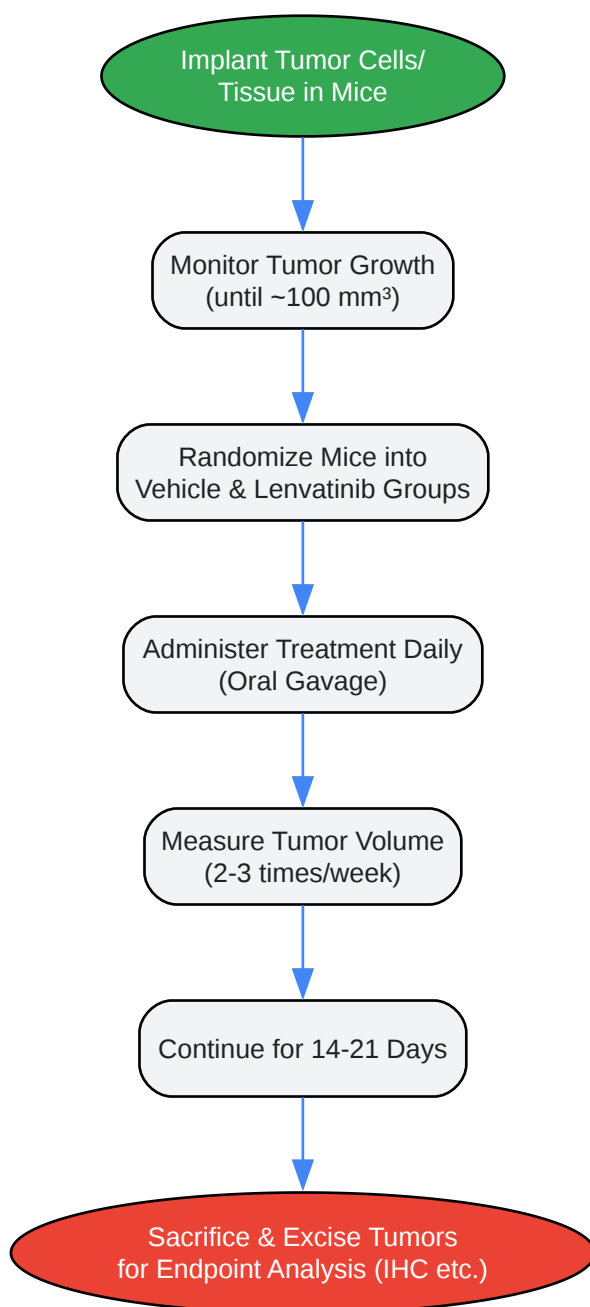 Implant Tumor Cells/
Tissue in Mice
Monitor Tumor Growth
(until ~100 mm³)
Randomize Mice into
Vehicle & Lenvatinib Groups
Administer Treatment Daily
(Oral Gavage)
Measure Tumor Volume
(2-3 times/week)
Continue for 14-21 Days
Sacrifice & Excise Tumors
for Endpoint Analysis (IHC etc.)